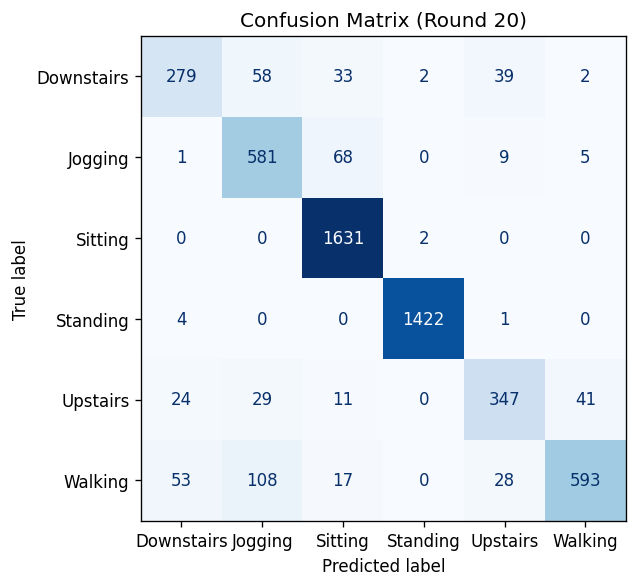 Confusion Matrix (Round 20)
True label
Downstairs 279 58 33 2 39 2
Jogging 1 581 68 0 9 5
Sitting 0 0 1631 2 0 0
Standing 4 0 0 1422 1 0
Upstairs 24 29 11 0 347 41
Walking 53 108 17 0 28 593
Downstairs Jogging Sitting Standing Upstairs Walking
Predicted label